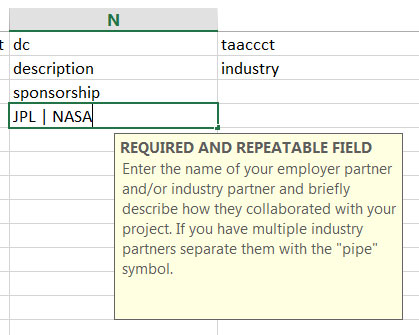 N
t dc taaccct
description industry
sponsorship
JPL | NASA
REQUIRED AND REPEATABLE FIELD
Enter the name of your employer partner
and/or industry partner and briefly
describe how they collaborated with your
project. If you have multiple industry
partners separate them with the "pipe"
symbol.